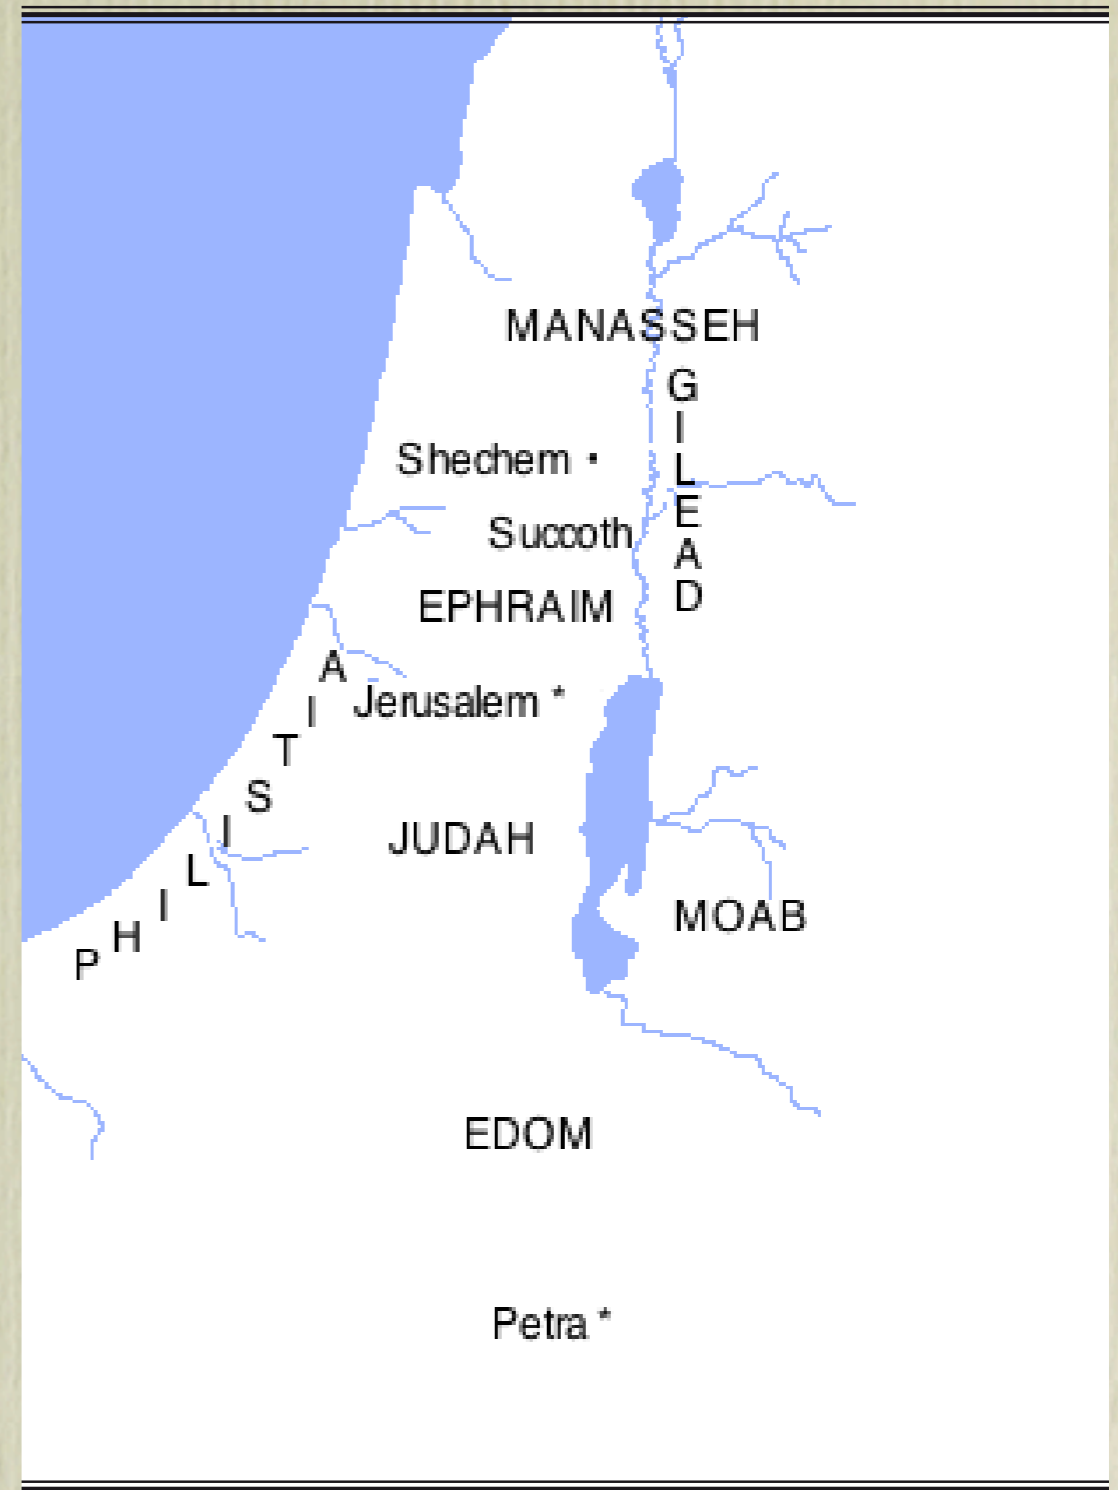 MANASSEH
GILEAD
Shechem •
Succoth
EPHRAIM
PHILISTIA
Jerusalem *
JUDAH
MOAB
EDOM
Petra *